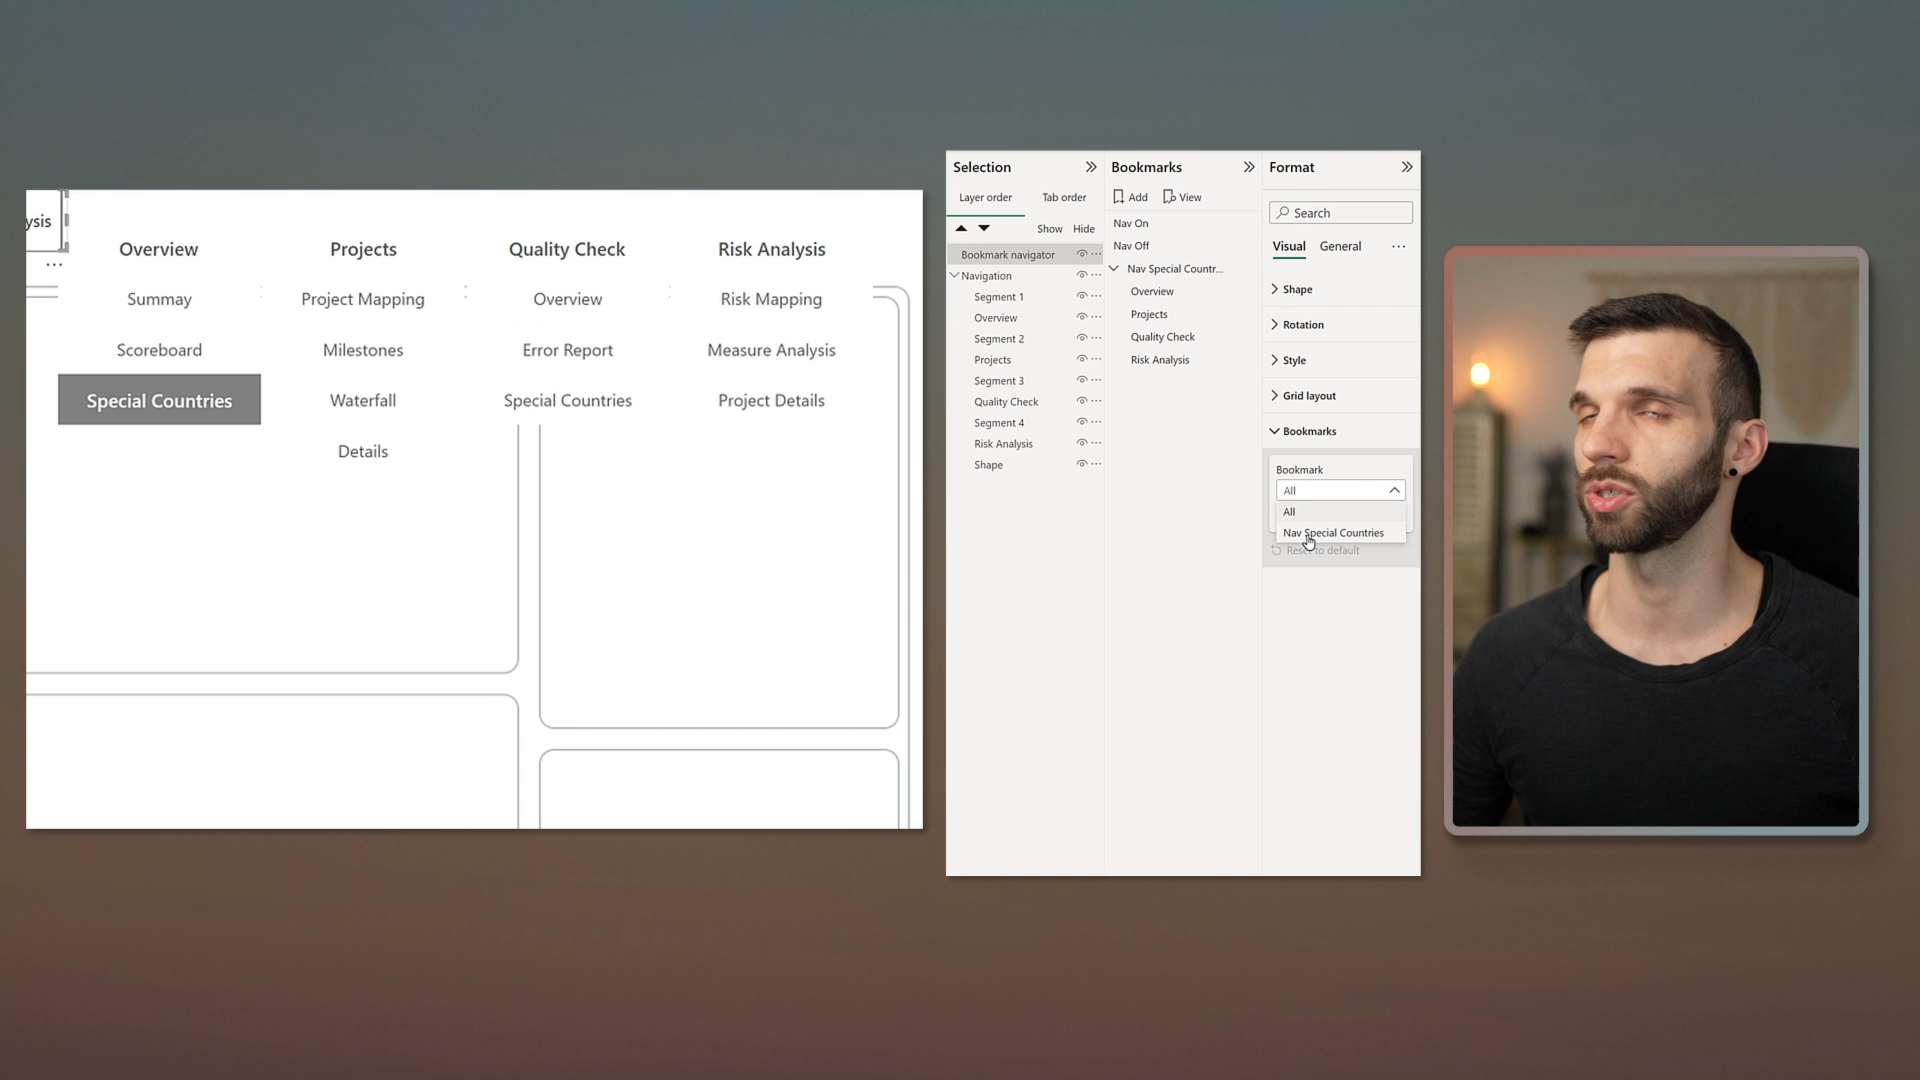 ysis
Overview
Projects
Quality Check
Risk Analysis
Summay
Project Mapping
Overview
Risk Mapping
Scoreboard
Milestones
Error Report
Measure Analysis
Special Countries
Waterfall
Special Countries
Project Details
Details
Selection
Layer order
Tab order
Show
Hide
Bookmark navigator
Navigation
Segment 1
Overview
Segment 2
Projects
Segment 3
Quality Check
Segment 4
Risk Analysis
Shape
Bookmarks
Add
View
Nav On
Nav Off
Nav Special Countr...
Overview
Projects
Quality Check
Risk Analysis
Format
Search
Visual
General
Shape
Rotation
Style
Grid layout
Bookmarks
Bookmark
All
All
Nav Special Countries
Reset to default